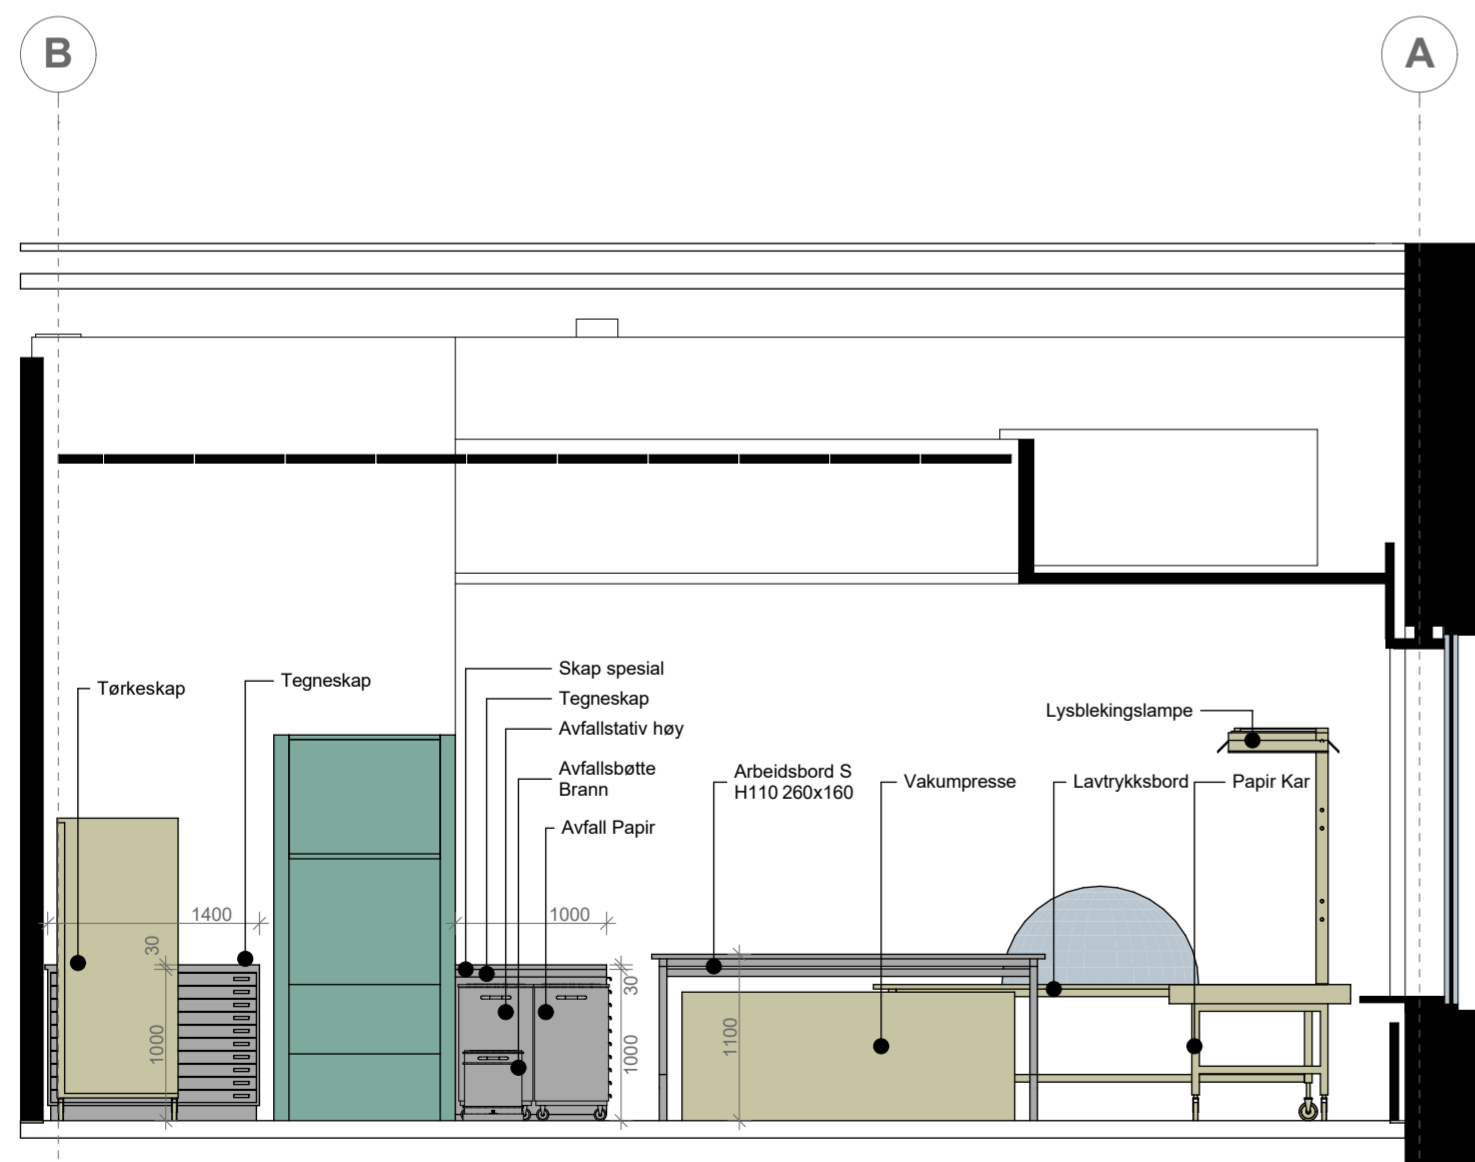 B
A
Skap spesial
Tørkeskap
Tegneskap
Tegneskap
Avfallstativ høy
Lysblekingslampe
Avfallsbøtte
Brann
Arbeidsbord S
H110 260x160
Vakumpresse
Lavtrykksbord
Papir Kar
Avfall Papir
1400
1000
30
30
1000
1000
1100